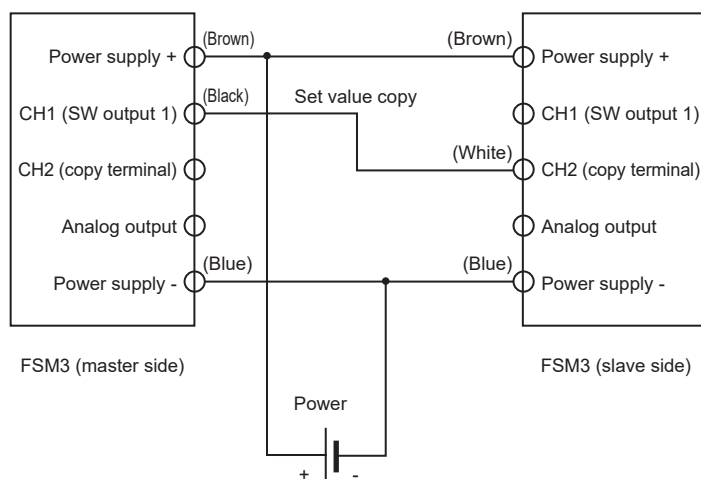 (Brown) (Brown)
Power supply + Power supply +
(Black) Set value copy
CH1 (SW output 1) CH1 (SW output 1)
(White)
CH2 (copy terminal) CH2 (copy terminal)
Analog output Analog output
(Blue) (Blue)
Power supply - Power supply -
FSM3 (master side) FSM3 (slave side)
Power
+ -